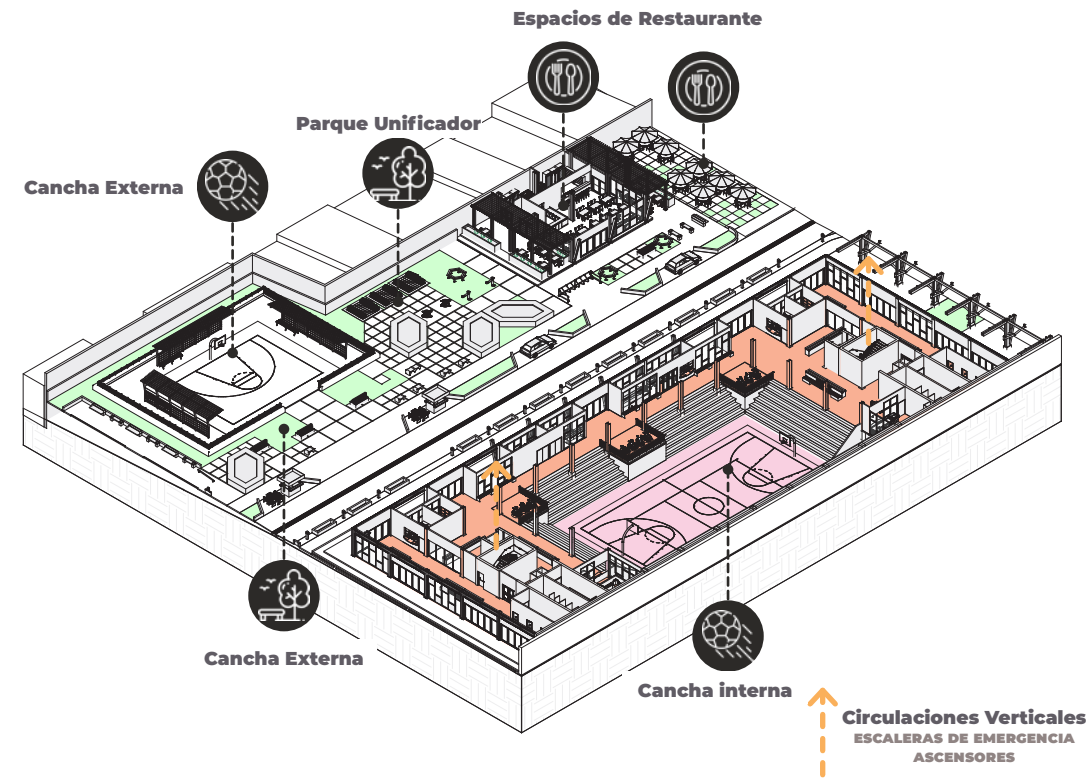 Espacios de Restaurante
Parque Unificador
Cancha Externa
Cancha Externa
Cancha interna
Circulaciones Verticales
ESCALERAS DE EMERGENCIA
ASCENSORES